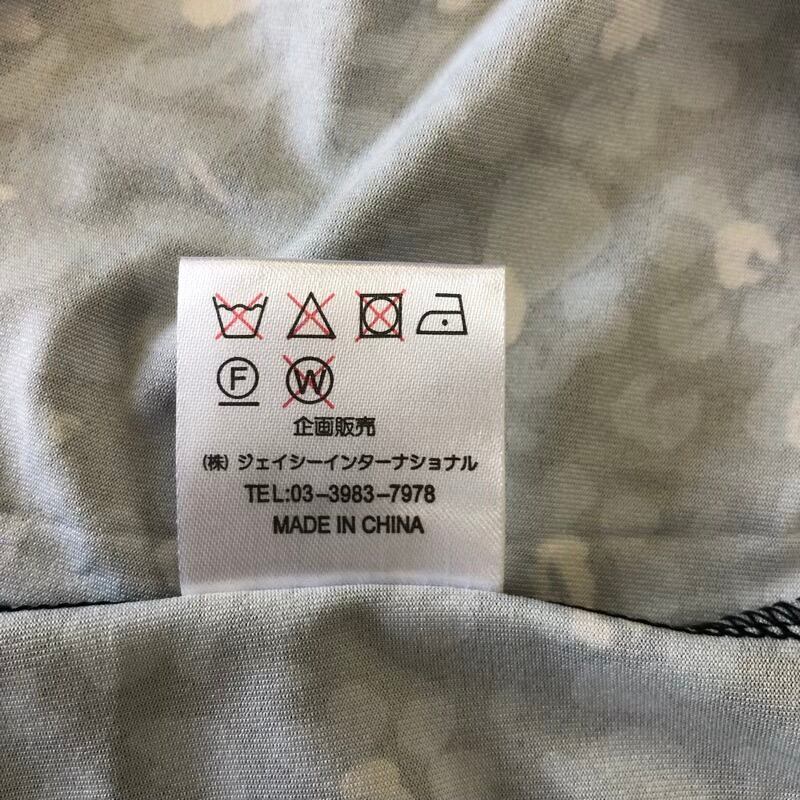 F W
企画販売
(株) ジェイシーインターナショナル
TEL:03-3983-7978
MADE IN CHINA